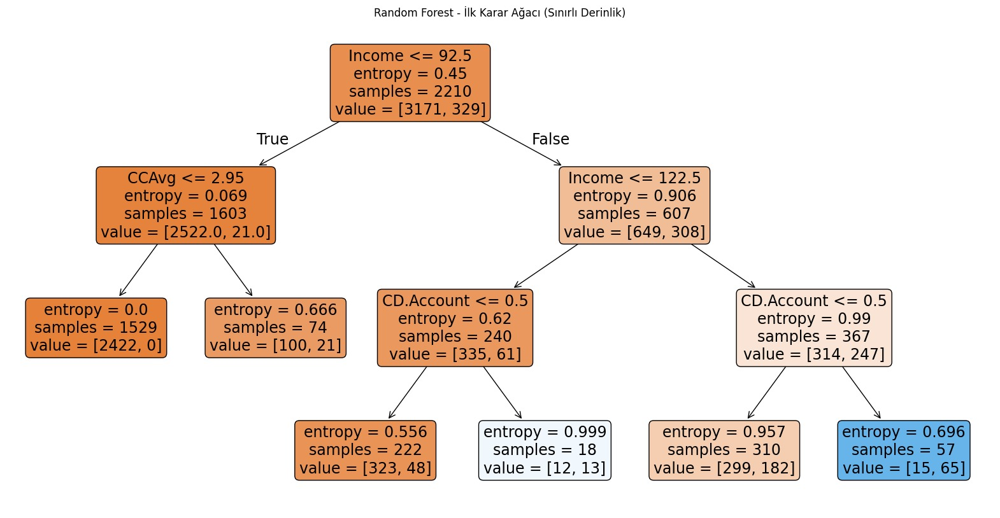 Random Forest - İlk Karar Ağacı (Sınırlı Derinlik)
Income <= 92.5
entropy = 0.45
samples = 2210
value = [3171, 329]
True
False
CCAvg <= 2.95
entropy = 0.069
samples = 1603
value = [2522.0, 21.0]
Income <= 122.5
entropy = 0.906
samples = 607
value = [649, 308]
entropy = 0.0
samples = 1529
value = [2422, 0]
entropy = 0.666
samples = 74
value = [100, 21]
CD.Account <= 0.5
entropy = 0.62
samples = 240
value = [335, 61]
CD.Account <= 0.5
entropy = 0.99
samples = 367
value = [314, 247]
entropy = 0.556
samples = 222
value = [323, 48]
entropy = 0.999
samples = 18
value = [12, 13]
entropy = 0.957
samples = 310
value = [299, 182]
entropy = 0.696
samples = 57
value = [15, 65]